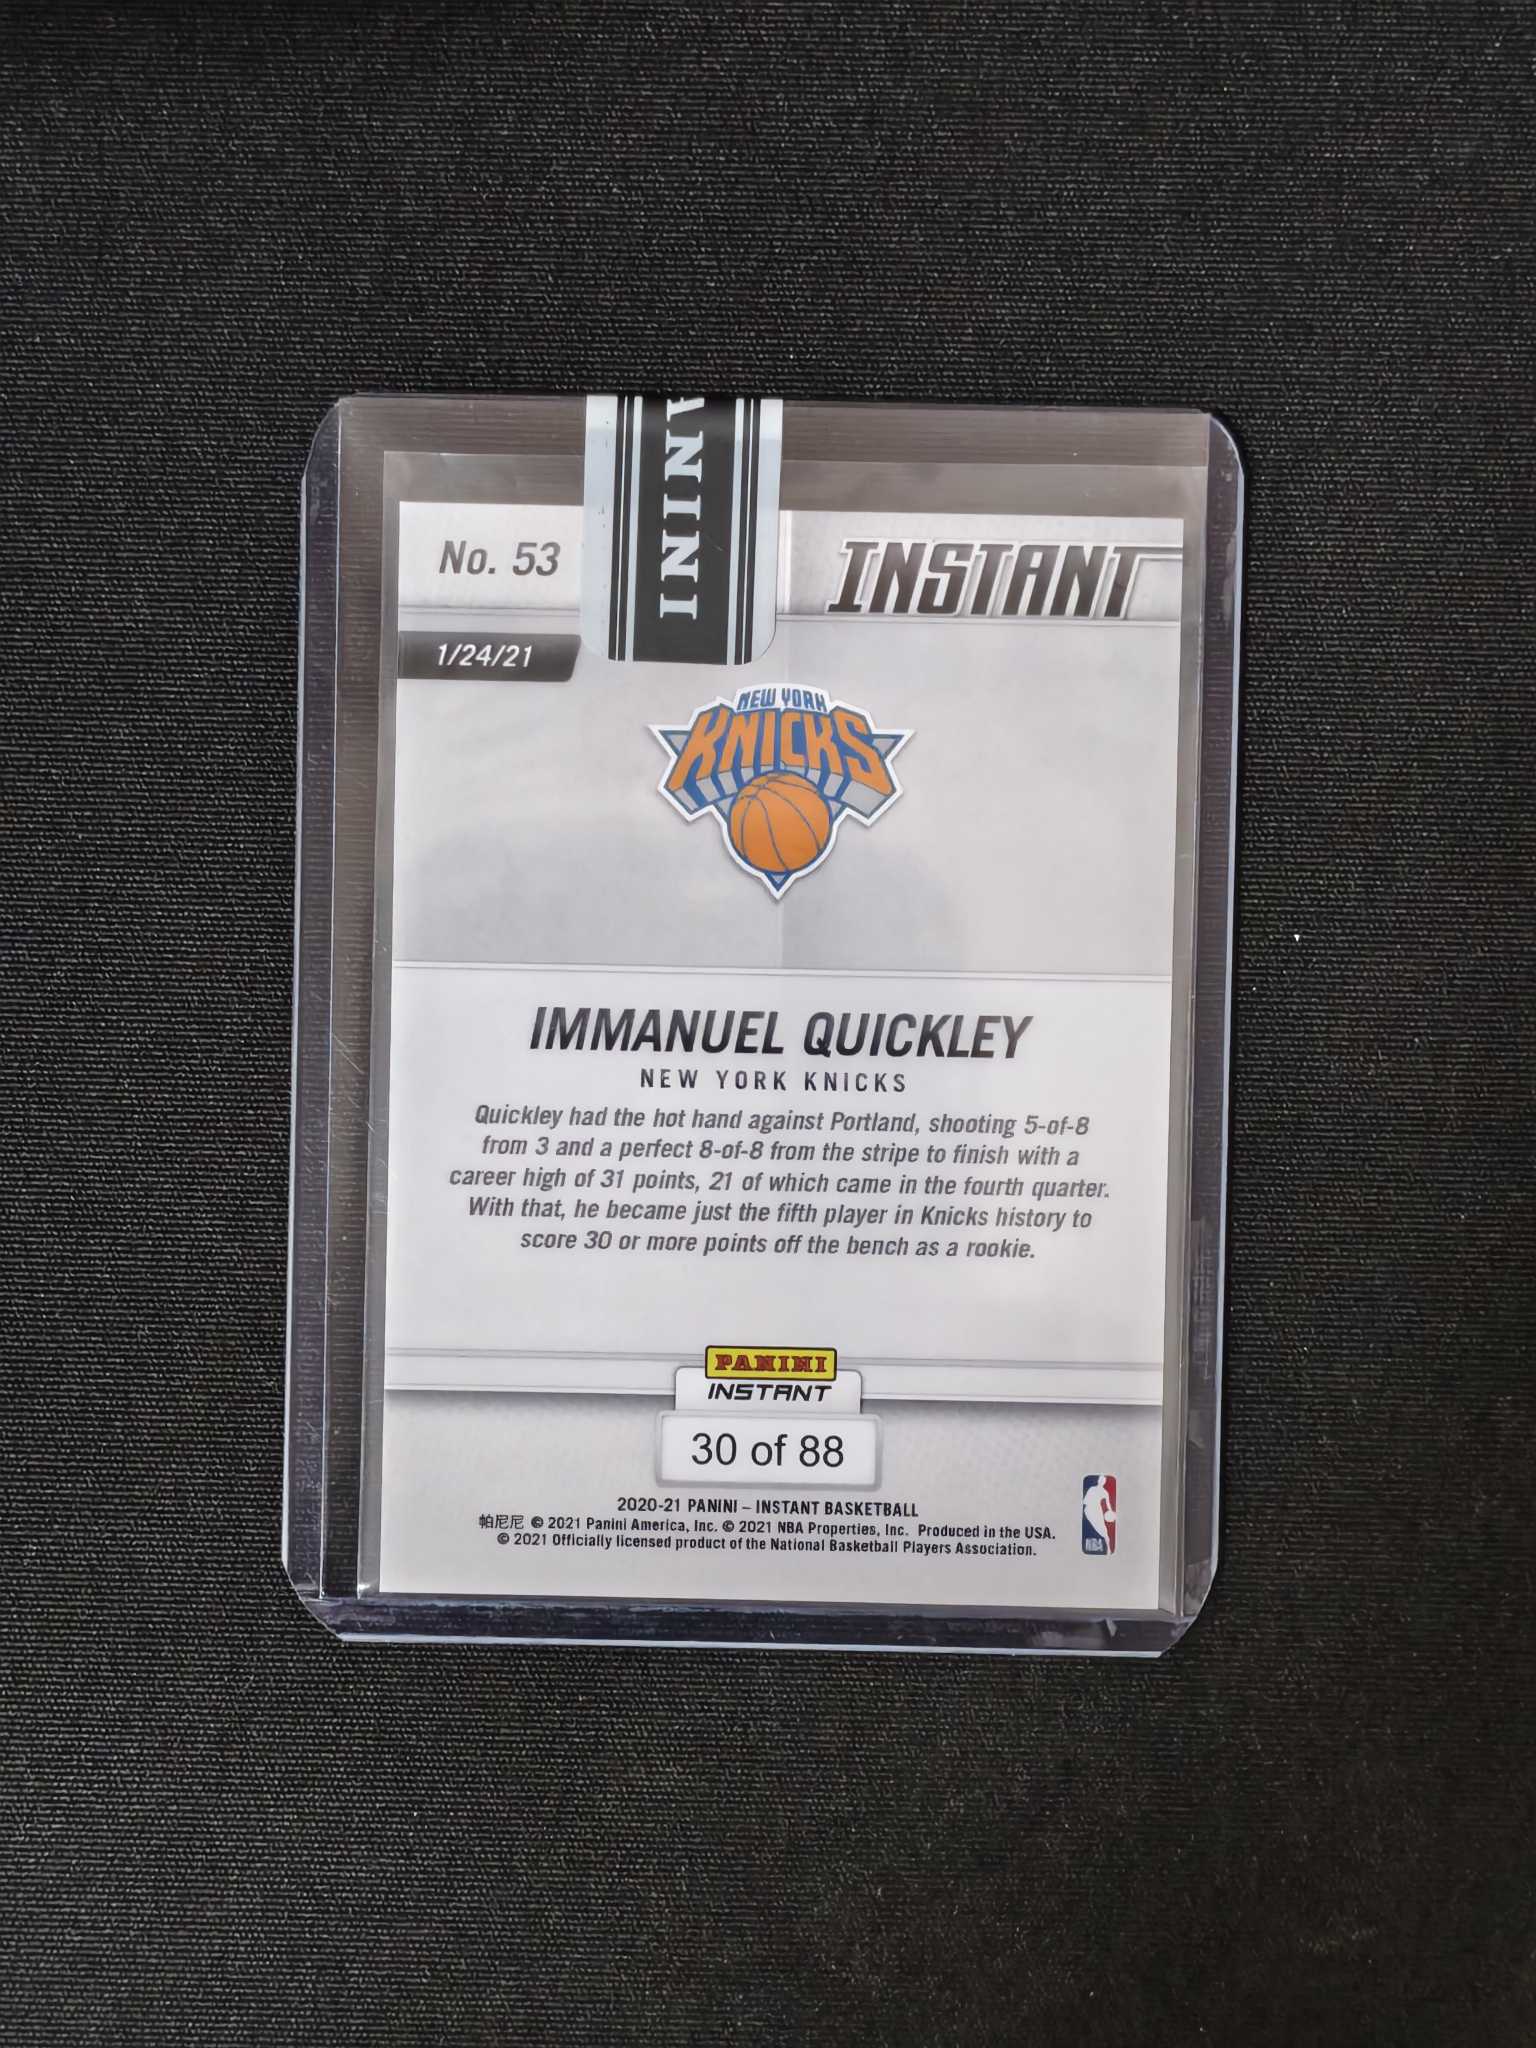 ANINI
No. 53
INSTANT
1/24/21
NEW YORK
KNICKS
IMMANUEL QUICKLEY
NEW YORK KNICKS
Quickley had the hot hand against Portland, shooting 5-of-8
from 3 and a perfect 8-of-8 from the stripe to finish with a
career high of 31 points, 21 of which came in the fourth quarter.
With that, he became just the fifth player in Knicks history to
score 30 or more points off the bench as a rookie.
PANINI
INSTANT
30 of 88
2020-21 PANINI – INSTANT BASKETBALL
帕尼尼 © 2021 Panini America, Inc. © 2021 NBA Properties, Inc. Produced in the USA.
© 2021 Officially licensed product of the National Basketball Players Association.
NBA